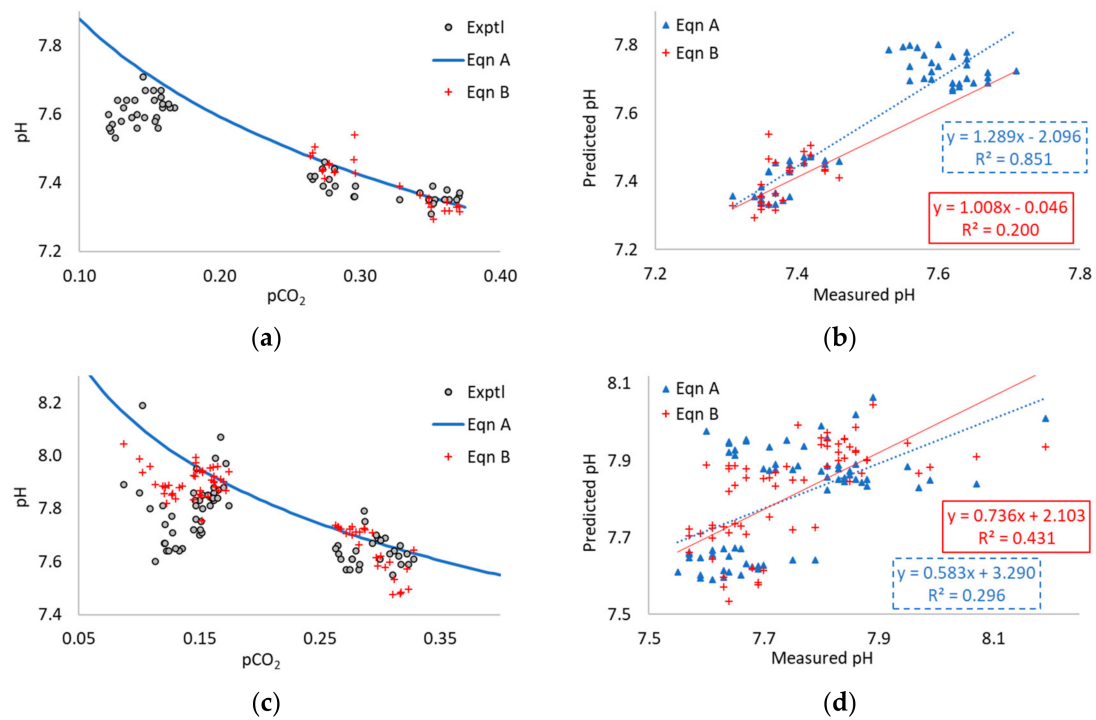 7.9
7.8
7.6
7.4
7.2
pH
0.10
0.20
0.30
0.40
pCO₂
Exptl
Eqn A
Eqn B
(a)
7.8
7.6
7.4
7.2
Predicted pH
7.2
7.4
7.6
7.8
Measured pH
Eqn A
Eqn B
y = 1.289x - 2.096
R² = 0.851
y = 1.008x - 0.046
R² = 0.200
(b)
8.2
8.0
7.8
7.6
7.4
pH
0.05
0.15
0.25
0.35
pCO₂
Exptl
Eqn A
Eqn B
(c)
8.1
7.9
7.7
7.5
Predicted pH
7.5
7.7
7.9
8.1
Measured pH
Eqn A
Eqn B
y = 0.736x + 2.103
R² = 0.431
y = 0.583x + 3.290
R² = 0.296
(d)